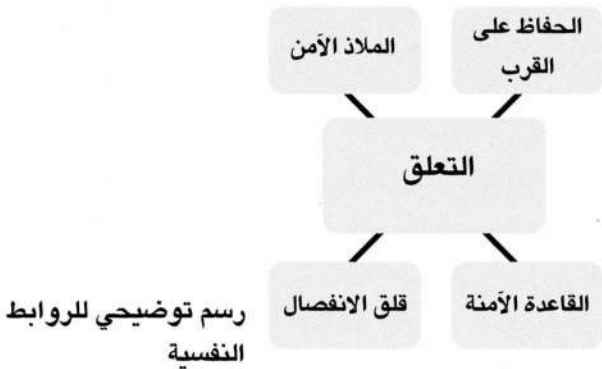 الحفاظ على
القرب
الملاذ الآمن
التعلق
القاعدة الآمنة
قلق الانفصال
رسم توضيحي للروابط
النفسية